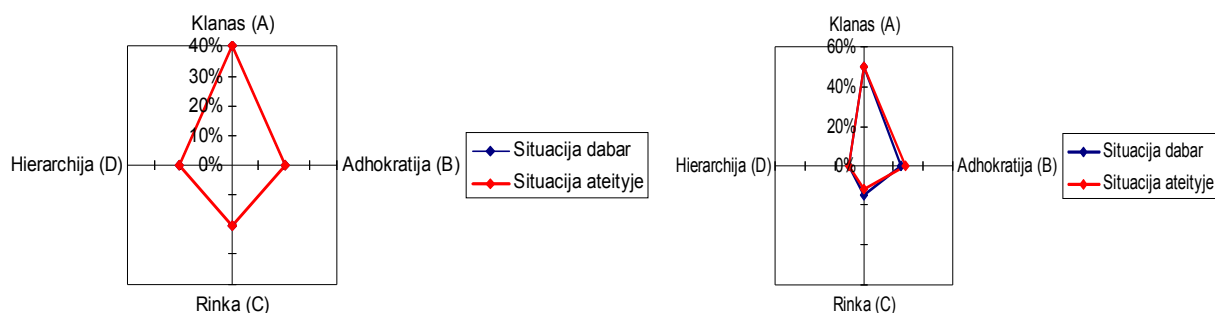 Klanas (A)
40%
30%
20%
10%
0%
Hierarchija (D)
Adhokratija (B)
Rinka (C)
Situacija dabar
Situacija ateityje
Klanas (A)
60%
40%
20%
0%
Hierarchija (D)
Adhokratija (B)
Rinka (C)
Situacija dabar
Situacija ateityje